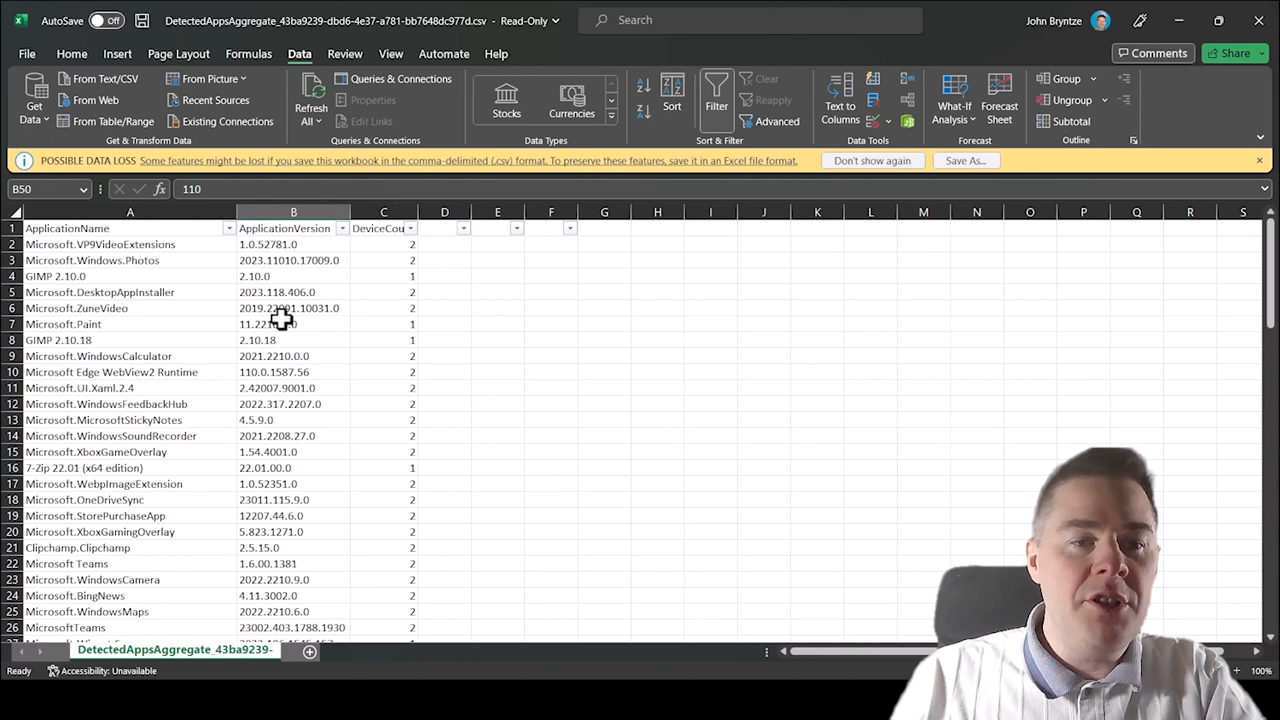 AutoSave Off DetectedAppsAggregate_43ba9239-dbd6-4e37-a781-bb7648dc977d.csv - Read-Only Search John Bryntze
File Home Insert Page Layout Formulas Data Review View Automate Help Comments Share
From Text/CSV From Picture Queries & Connections Clear Group
Get Data From Web Recent Sources Refresh All Properties Stocks Currencies Sort Filter Reapply Text to Columns What-If Analysis Forecast Sheet Ungroup
From Table/Range Existing Connections Edit Links Advanced Subtotal
Get & Transform Data Queries & Connections Data Types Sort & Filter Data Tools Forecast Outline
POSSIBLE DATA LOSS Some features might be lost if you save this workbook in the comma-delimited (.csv) format. To preserve these features, save it in an Excel file format. Don't show again Save As...
B50 fx 110
A B C D E F G H I J K L M N O P Q R S
1 ApplicationName ApplicationVersion DeviceCou
2 Microsoft.VP9VideoExtensions 1.0.52781.0 2
3 Microsoft.Windows.Photos 2023.11010.17009.0 2
4 GIMP 2.10.0 2.10.0 1
5 Microsoft.DesktopAppInstaller 2023.118.406.0 2
6 Microsoft.ZuneVideo 2
7 Microsoft.Paint 1
8 GIMP 2.10.18 2.10.18 1
9 Microsoft.WindowsCalculator 2021.2210.0.0 2
10 Microsoft Edge WebView2 Runtime 110.0.1587.56 2
11 Microsoft.UI.Xaml.2.4 2.42007.9001.0 2
12 Microsoft.WindowsFeedbackHub 2022.317.2207.0 2
13 Microsoft.MicrosoftStickyNotes 4.5.9.0 2
14 Microsoft.WindowsSoundRecorder 2021.2208.27.0 2
15 Microsoft.XboxGameOverlay 1.54.4001.0 2
16 7-Zip 22.01 (x64 edition) 22.01.00.0 1
17 Microsoft.WebpImageExtension 1.0.52351.0 2
18 Microsoft.OneDriveSync 23011.115.9.0 2
19 Microsoft.StorePurchaseApp 12207.44.6.0 2
20 Microsoft.XboxGamingOverlay 5.823.1271.0 2
21 Clipchamp.Clipchamp 2.5.15.0 2
22 Microsoft Teams 1.6.00.1381 2
23 Microsoft.WindowsCamera 2022.2210.9.0 2
24 Microsoft.BingNews 4.11.3002.0 2
25 Microsoft.WindowsMaps 2022.2210.6.0 2
26 MicrosoftTeams 23002.403.1788.1930 2
DetectedAppsAggregate_43ba9239-
Ready Accessibility: Unavailable 100%